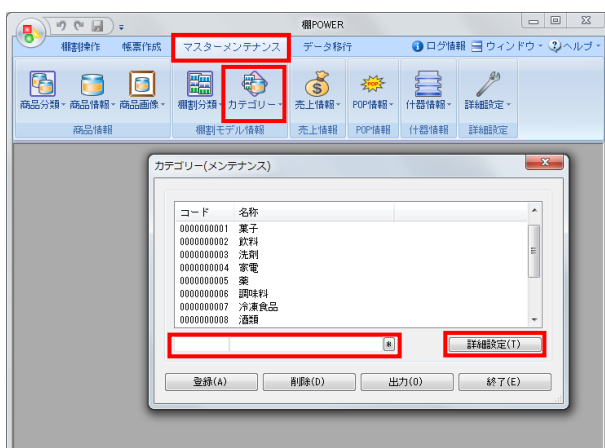 棚POWER
棚割操作 帳票作成 マスターメンテナンス データ移行 ログ情報 ウィンドウ ヘルプ
商品分類 商品情報 商品画像 棚割分類 カテゴリー 売上情報 POP情報 什器情報 詳細設定
商品情報 棚割モデル情報 売上情報 POP情報 什器情報 詳細設定
カテゴリー(メンテナンス)
コード 名称
0000000001 菓子
0000000002 飲料
0000000003 洗剤
0000000004 家電
0000000005 薬
0000000006 調味料
0000000007 冷凍食品
0000000008 酒類
* 詳細設定(T)
登録(A) 削除(D) 出力(O) 終了(E)